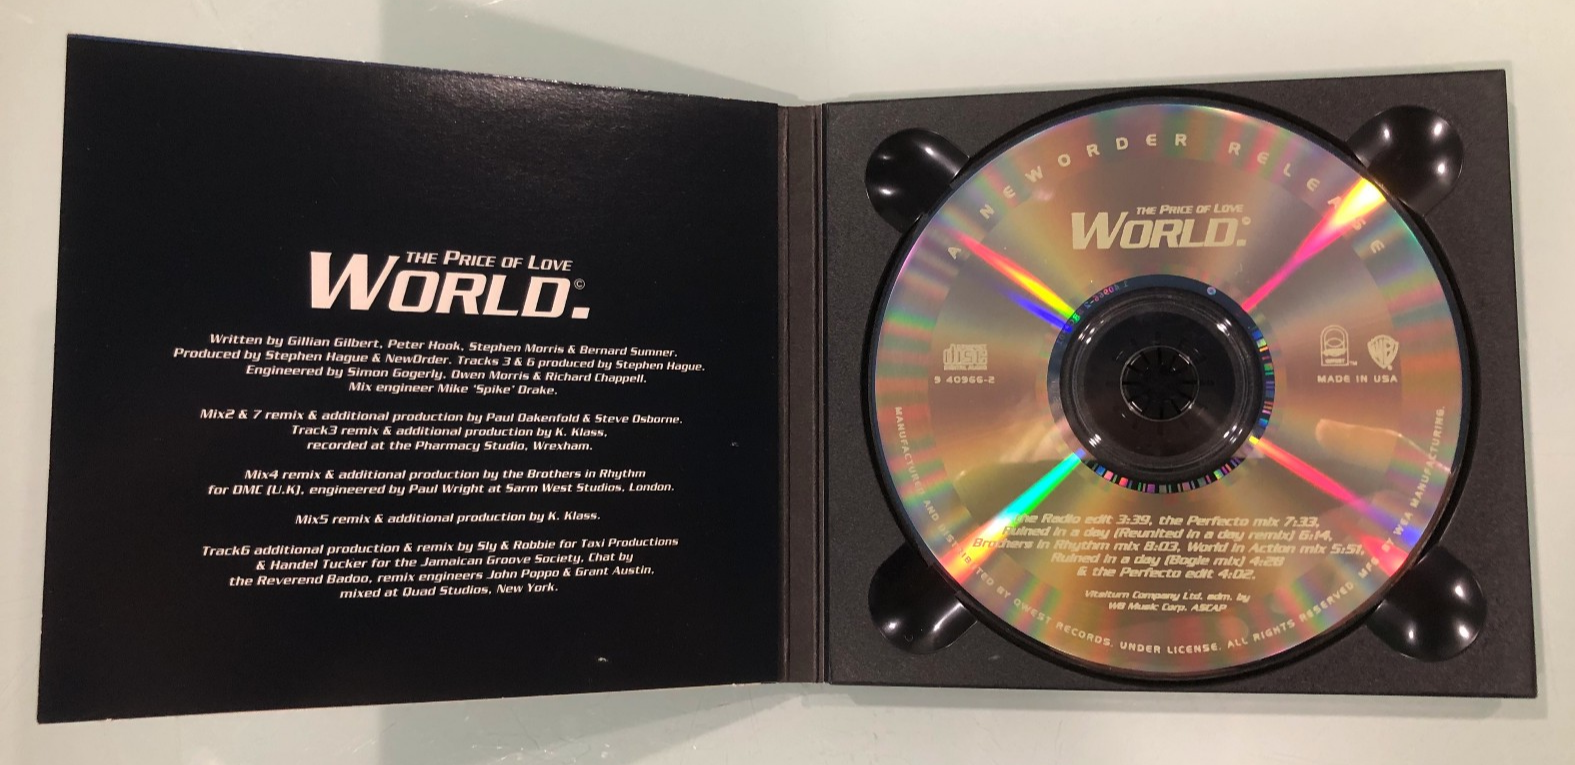 THE PRICE OF LOVE
WORLD.©
Written by Gillian Gilbert, Peter Hook, Stephen Morris & Bernard Sumner.
Produced by Stephen Hague & NewOrder. Tracks 3 & 6 produced by Stephen Hague.
Engineered by Simon Gogerly, Owen Morris & Richard Chappell.
Mix engineer Mike 'Spike' Drake.
Mix2 & 7 remix & additional production by Paul Oakenfold & Steve Osborne.
Track3 remix & additional production by K. Klass,
recorded at the Pharmacy Studio, Wrexham.
Mix4 remix & additional production by the Brothers in Rhythm
for DMC (U.K), engineered by Paul Wright at Sarm West Studios, London.
Mix5 remix & additional production by K. Klass.
Track6 additional production & remix by Sly & Robbie for Taxi Productions
& Handel Tucker for the Jamaican Groove Society, Chat by
the Reverend Badoo, remix engineers John Poppo & Grant Austin,
mixed at Quad Studios, New York.
A NEWORDER RELEASE
THE PRICE OF LOVE
WORLD.©
disc
DIGITAL AUDIO
9 40966-2
QWEST
TM
MADE IN USA
the Radio edit 3:39, the Perfecto mix 7:33,
Ruined in a day (Reunited in a day remix) 6:14,
Brothers in Rhythm mix 8:03, World in Action mix 5:51,
Ruined in a day (Bogle mix) 4:28
& the Perfecto edit 4:02.
Vitalturn Company Ltd. adm. by
WB Music Corp. ASCAP
MANUFACTURED AND DISTRIBUTED BY QWEST RECORDS, UNDER LICENSE. ALL RIGHTS RESERVED. MFG. BY WEA MANUFACTURING.